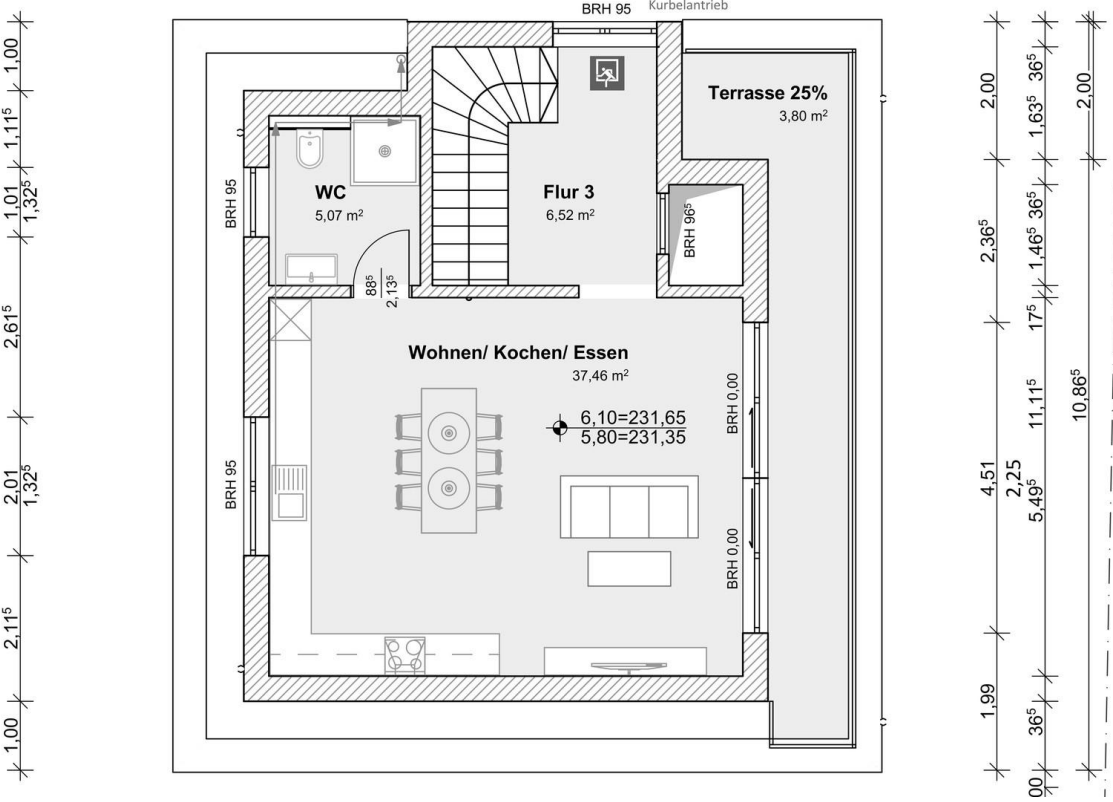 BRH 95
Kurbelantrieb
Terrasse 25%
3,80 m²
WC
5,07 m²
Flur 3
6,52 m²
BRH 95
BRH 96⁵
88⁵
2,13⁵
Wohnen/ Kochen/ Essen
37,46 m²
6,10=231,65
5,80=231,35
BRH 0,00
BRH 95
BRH 0,00
1,00
1,11⁵
1,01
1,32⁵
2,61⁵
2,01
1,32⁵
2,11⁵
1,00
2,00
2,36⁵
4,51
2,25
1,99
36⁵
1,63⁵
36⁵
1,46⁵
17⁵
11,11⁵
5,49⁵
36⁵
00
2,00
10,86⁵